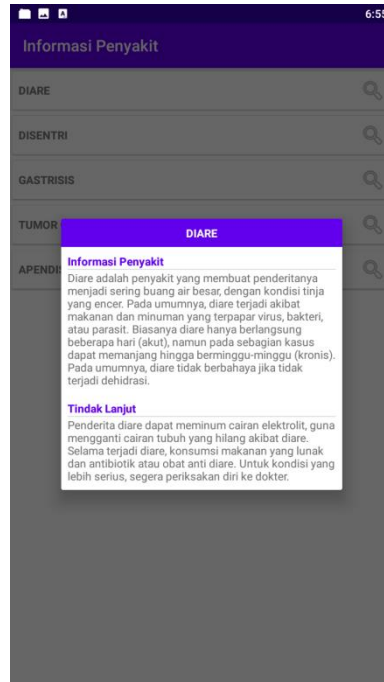 6:55
Informasi Penyakit
DIARE
DISENTRI
GASTRISIS
TUMOR
APENDI
DIARE
Informasi Penyakit
Diare adalah penyakit yang membuat penderitanya
menjadi sering buang air besar, dengan kondisi tinja
yang encer. Pada umumnya, diare terjadi akibat
makanan dan minuman yang terpapar virus, bakteri,
atau parasit. Biasanya diare hanya berlangsung
beberapa hari (akut), namun pada sebagian kasus
dapat memanjang hingga berminggu-minggu (kronis).
Pada umumnya, diare tidak berbahaya jika tidak
terjadi dehidrasi.
Tindak Lanjut
Penderita diare dapat meminum cairan elektrolit, guna
mengganti cairan tubuh yang hilang akibat diare.
Selama terjadi diare, konsumsi makanan yang lunak
dan antibiotik atau obat anti diare. Untuk kondisi yang
lebih serius, segera periksakan diri ke dokter.